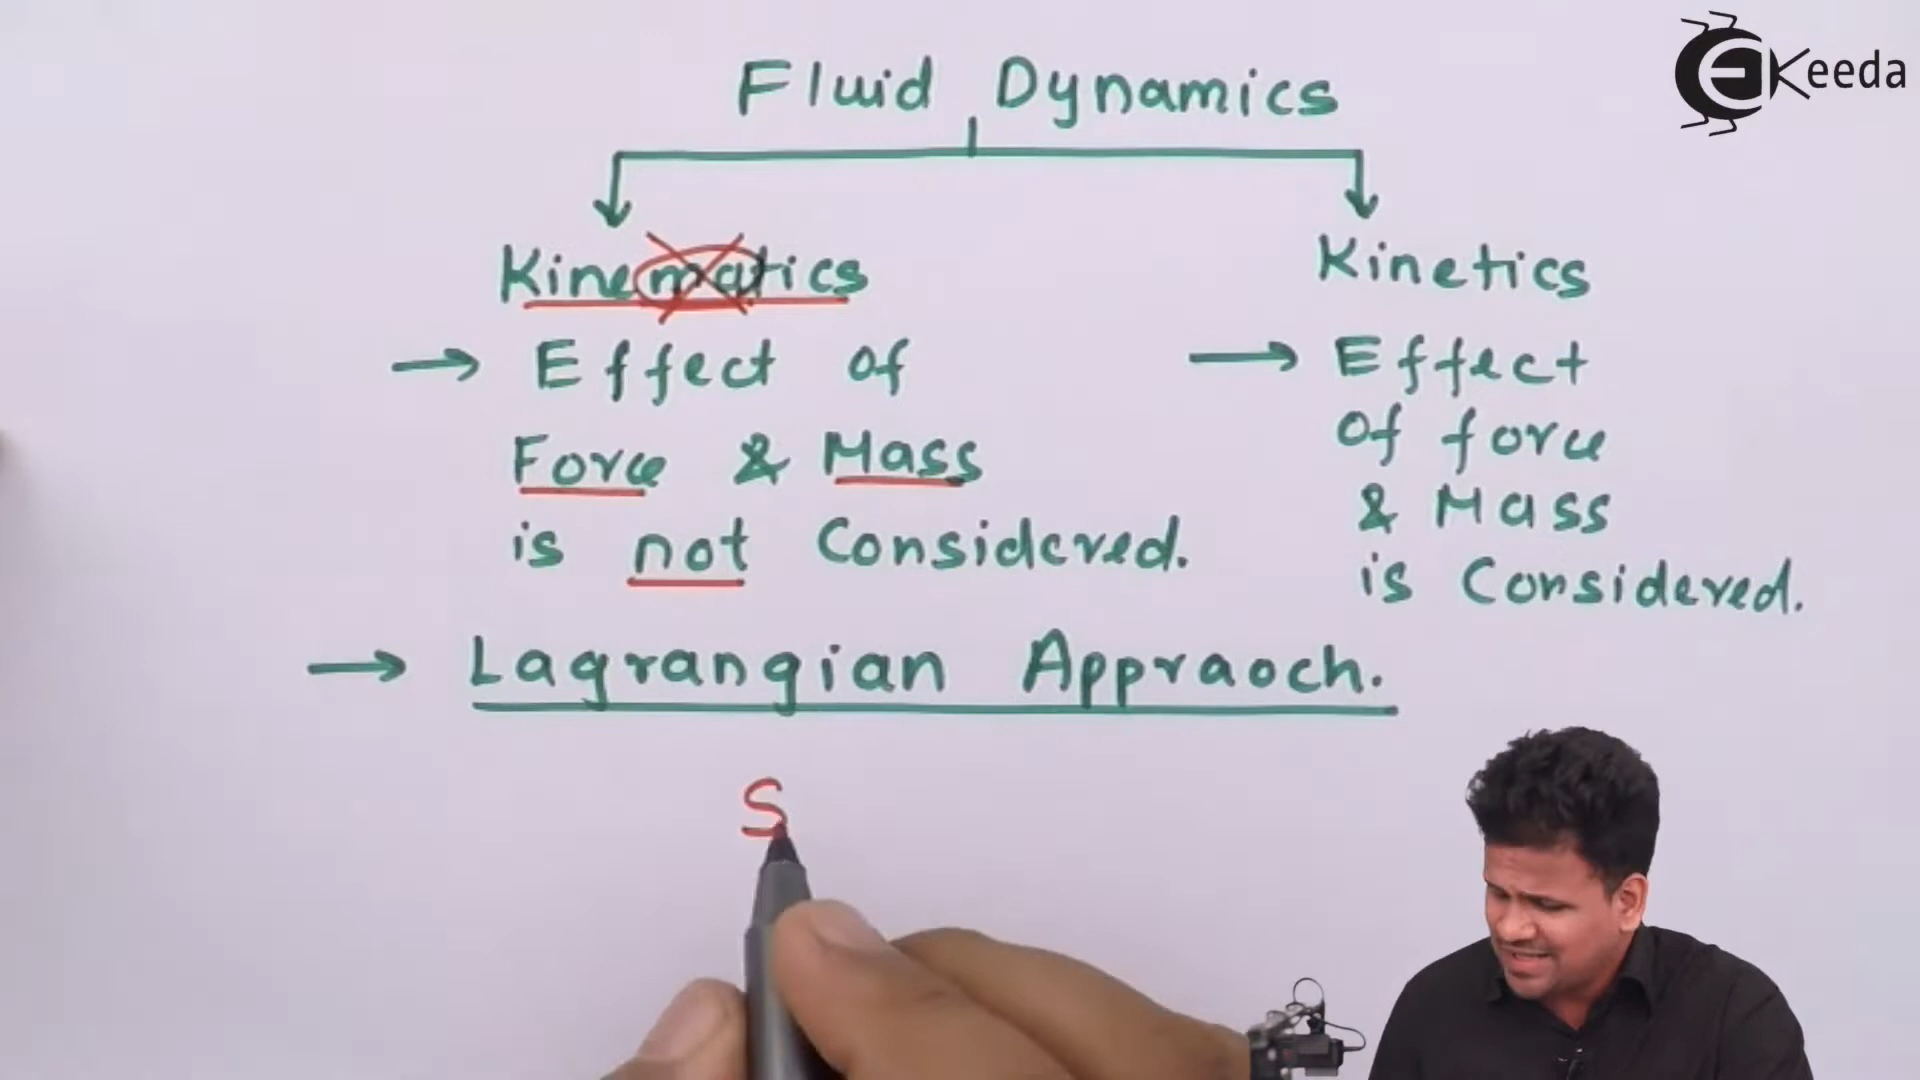 EKeeda
Fluid Dynamics
Kinematics
→ Effect of
Force & Mass
is not Considered.
Kinetics
→ Effect
of force
& Mass
is Considered.
→ Lagrangian Appraoch.
S